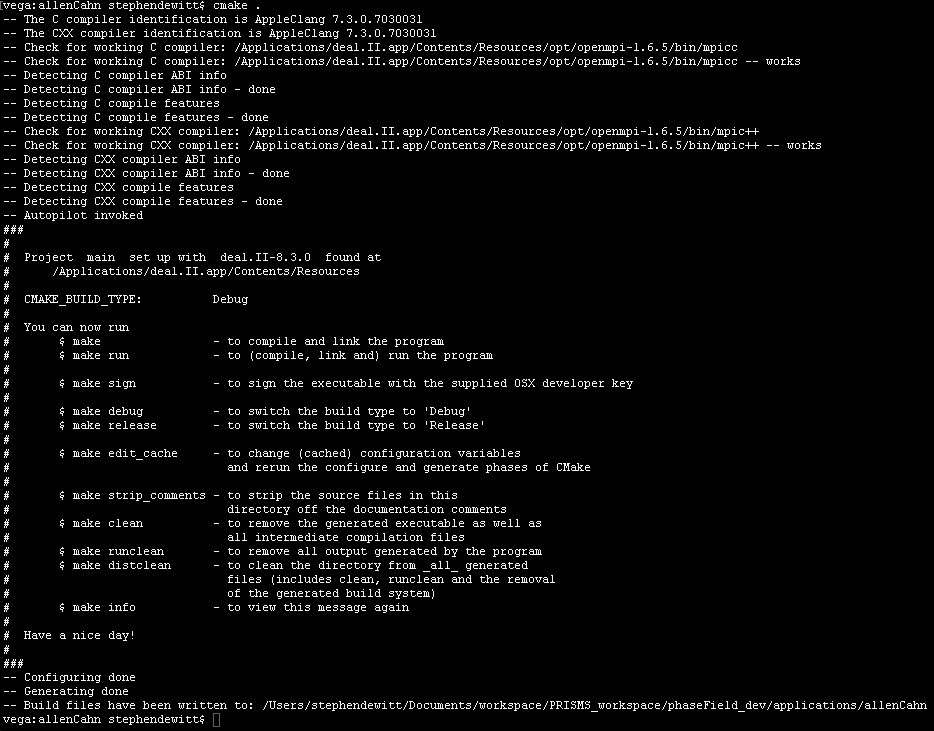 [vega:allenCahn stephendewitt$ cmake .
-- The C compiler identification is AppleClang 7.3.0.7030031
-- The CXX compiler identification is AppleClang 7.3.0.7030031
-- Check for working C compiler: /Applications/deal.II.app/Contents/Resources/opt/openmpi-1.6.5/bin/mpicc
-- Check for working C compiler: /Applications/deal.II.app/Contents/Resources/opt/openmpi-1.6.5/bin/mpicc -- works
-- Detecting C compiler ABI info
-- Detecting C compiler ABI info - done
-- Detecting C compile features
-- Detecting C compile features - done
-- Check for working CXX compiler: /Applications/deal.II.app/Contents/Resources/opt/openmpi-1.6.5/bin/mpic++
-- Check for working CXX compiler: /Applications/deal.II.app/Contents/Resources/opt/openmpi-1.6.5/bin/mpic++ -- works
-- Detecting CXX compiler ABI info
-- Detecting CXX compiler ABI info - done
-- Detecting CXX compile features
-- Detecting CXX compile features - done
-- Autopilot invoked
###
#
#  Project  main  set up with  deal.II-8.3.0  found at
#      /Applications/deal.II.app/Contents/Resources
#
#  CMAKE_BUILD_TYPE:          Debug
#
#  You can now run
#       $ make                - to compile and link the program
#       $ make run            - to (compile, link and) run the program
#
#       $ make sign           - to sign the executable with the supplied OSX developer key
#
#       $ make debug          - to switch the build type to 'Debug'
#       $ make release        - to switch the build type to 'Release'
#
#       $ make edit_cache     - to change (cached) configuration variables
#                               and rerun the configure and generate phases of CMake
#
#       $ make strip_comments - to strip the source files in this
#                               directory off the documentation comments
#       $ make clean          - to remove the generated executable as well as
#                               all intermediate compilation files
#       $ make runclean       - to remove all output generated by the program
#       $ make distclean      - to clean the directory from _all_ generated
#                               files (includes clean, runclean and the removal
#                               of the generated build system)
#       $ make info           - to view this message again
#
#  Have a nice day!
#
###
-- Configuring done
-- Generating done
-- Build files have been written to: /Users/stephendewitt/Documents/workspace/PRISMS_workspace/phaseField_dev/applications/allenCahn
vega:allenCahn stephendewitt$